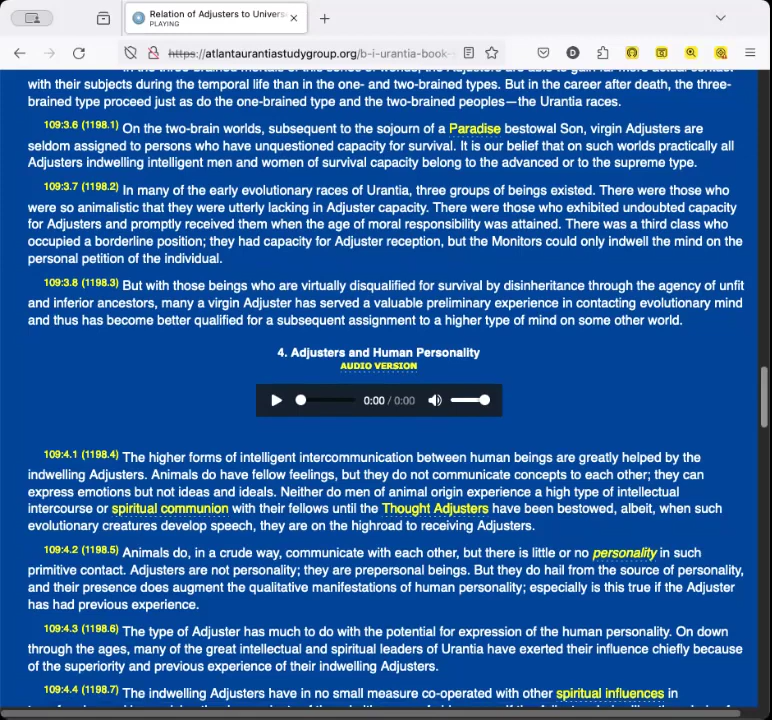 Relation of Adjusters to Univers
PLAYING
https://atlantaurantiastudygroup.org/b-i-urantia-book-
with their subjects during the temporal life than in the one- and two-brained types. But in the career after death, the three-
brained type proceed just as do the one-brained type and the two-brained peoples—the Urantia races.
109:3.6 (1198.1) On the two-brain worlds, subsequent to the sojourn of a Paradise bestowal Son, virgin Adjusters are
seldom assigned to persons who have unquestioned capacity for survival. It is our belief that on such worlds practically all
Adjusters indwelling intelligent men and women of survival capacity belong to the advanced or to the supreme type.
109:3.7 (1198.2) In many of the early evolutionary races of Urantia, three groups of beings existed. There were those who
were so animalistic that they were utterly lacking in Adjuster capacity. There were those who exhibited undoubted capacity
for Adjusters and promptly received them when the age of moral responsibility was attained. There was a third class who
occupied a borderline position; they had capacity for Adjuster reception, but the Monitors could only indwell the mind on the
personal petition of the individual.
109:3.8 (1198.3) But with those beings who are virtually disqualified for survival by disinheritance through the agency of unfit
and inferior ancestors, many a virgin Adjuster has served a valuable preliminary experience in contacting evolutionary mind
and thus has become better qualified for a subsequent assignment to a higher type of mind on some other world.
4. Adjusters and Human Personality
AUDIO VERSION
0:00 / 0:00
109:4.1 (1198.4) The higher forms of intelligent intercommunication between human beings are greatly helped by the
indwelling Adjusters. Animals do have fellow feelings, but they do not communicate concepts to each other; they can
express emotions but not ideas and ideals. Neither do men of animal origin experience a high type of intellectual
intercourse or spiritual communion with their fellows until the Thought Adjusters have been bestowed, albeit, when such
evolutionary creatures develop speech, they are on the highroad to receiving Adjusters.
109:4.2 (1198.5) Animals do, in a crude way, communicate with each other, but there is little or no personality in such
primitive contact. Adjusters are not personality; they are prepersonal beings. But they do hail from the source of personality,
and their presence does augment the qualitative manifestations of human personality; especially is this true if the Adjuster
has had previous experience.
109:4.3 (1198.6) The type of Adjuster has much to do with the potential for expression of the human personality. On down
through the ages, many of the great intellectual and spiritual leaders of Urantia have exerted their influence chiefly because
of the superiority and previous experience of their indwelling Adjusters.
109:4.4 (1198.7) The indwelling Adjusters have in no small measure co-operated with other spiritual influences in